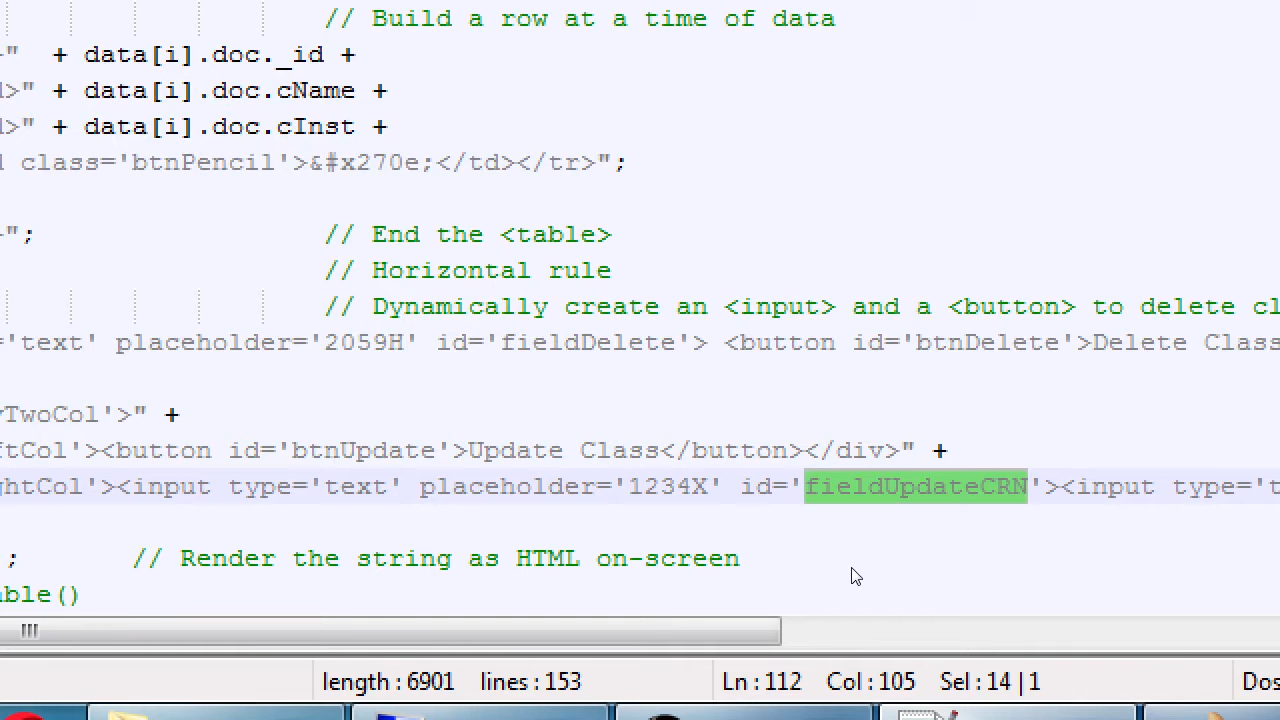 // Build a row at a time of data
>" + data[i].doc._id +
d>" + data[i].doc.cName +
d>" + data[i].doc.cInst +
d class='btnPencil'>&#x270e;</td></tr>";
>"; // End the <table>
// Horizontal rule
// Dynamically create an <input> and a <button> to delete cl
='text' placeholder='2059H' id='fieldDelete'> <button id='btnDelete'>Delete Class
yTwoCol'>" +
ftCol'><button id='btnUpdate'>Update Class</button></div>" +
ghtCol'><input type='text' placeholder='1234X' id='fieldUpdateCRN'><input type='t
; // Render the string as HTML on-screen
able()
length : 6901 lines : 153 Ln : 112 Col : 105 Sel : 14 | 1 Dos